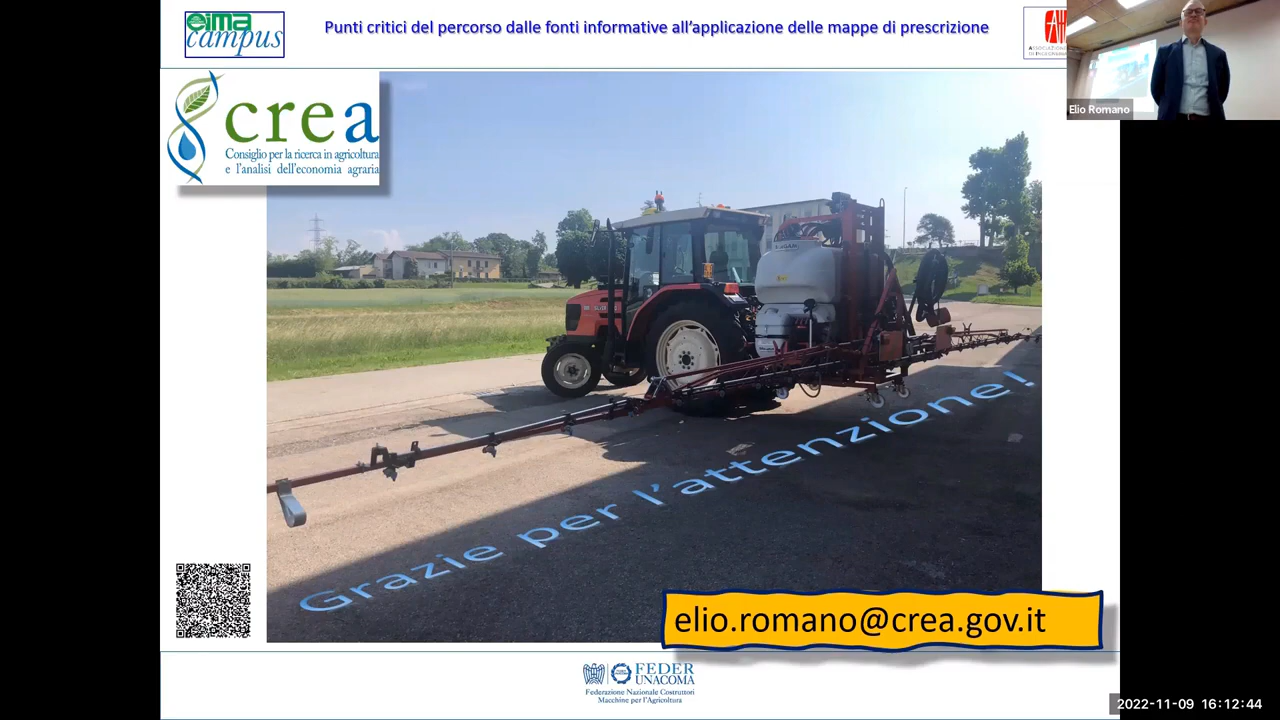 eima
campus
Punti critici del percorso dalle fonti informative all'applicazione delle mappe di prescrizione
Elio Romano
crea
Consiglio per la ricerca in agricoltura
e l'analisi dell'economia agraria
Grazie per l'attenzione!
elio.romano@crea.gov.it
FEDER
UNACOMA
Federazione Nazionale Costruttori
Macchine per l'Agricoltura
2022-11-09 16:12:44